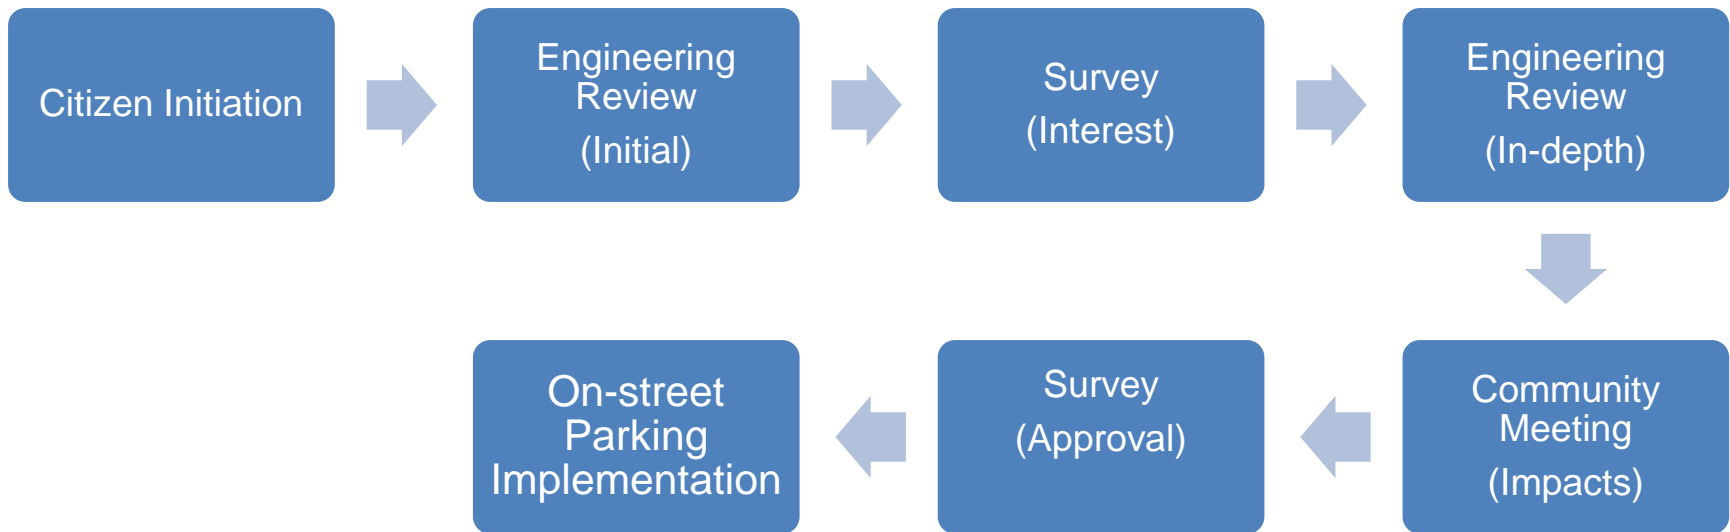 Citizen Initiation
Engineering
Review
(Initial)
Survey
(Interest)
Engineering
Review
(In-depth)
Community
Meeting
(Impacts)
Survey
(Approval)
On-street
Parking
Implementation